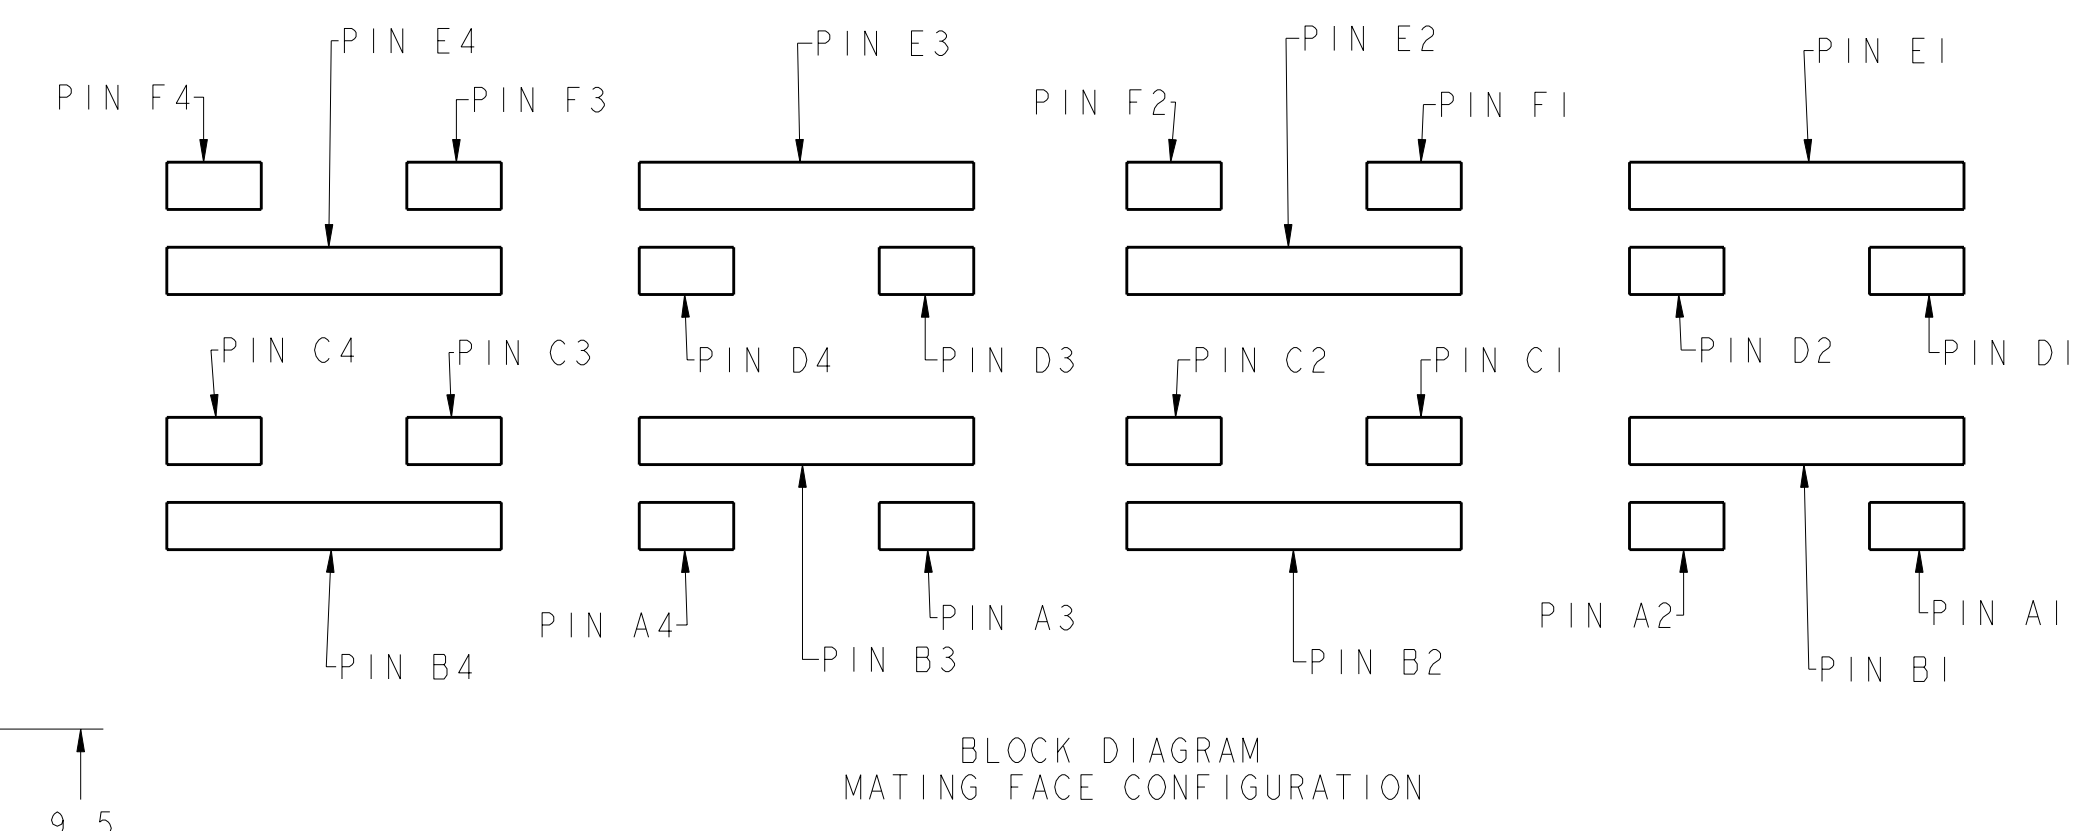 PIN E4
PIN E3
PIN E2
PIN E1
PIN F4
PIN F3
PIN F2
PIN F1
PIN C4
PIN C3
PIN D4
PIN D3
PIN C2
PIN C1
PIN D2
PIN D1
PIN A4
PIN A3
PIN A2
PIN A1
PIN B4
PIN B3
PIN B2
PIN B1
BLOCK DIAGRAM
MATING FACE CONFIGURATION
9.5